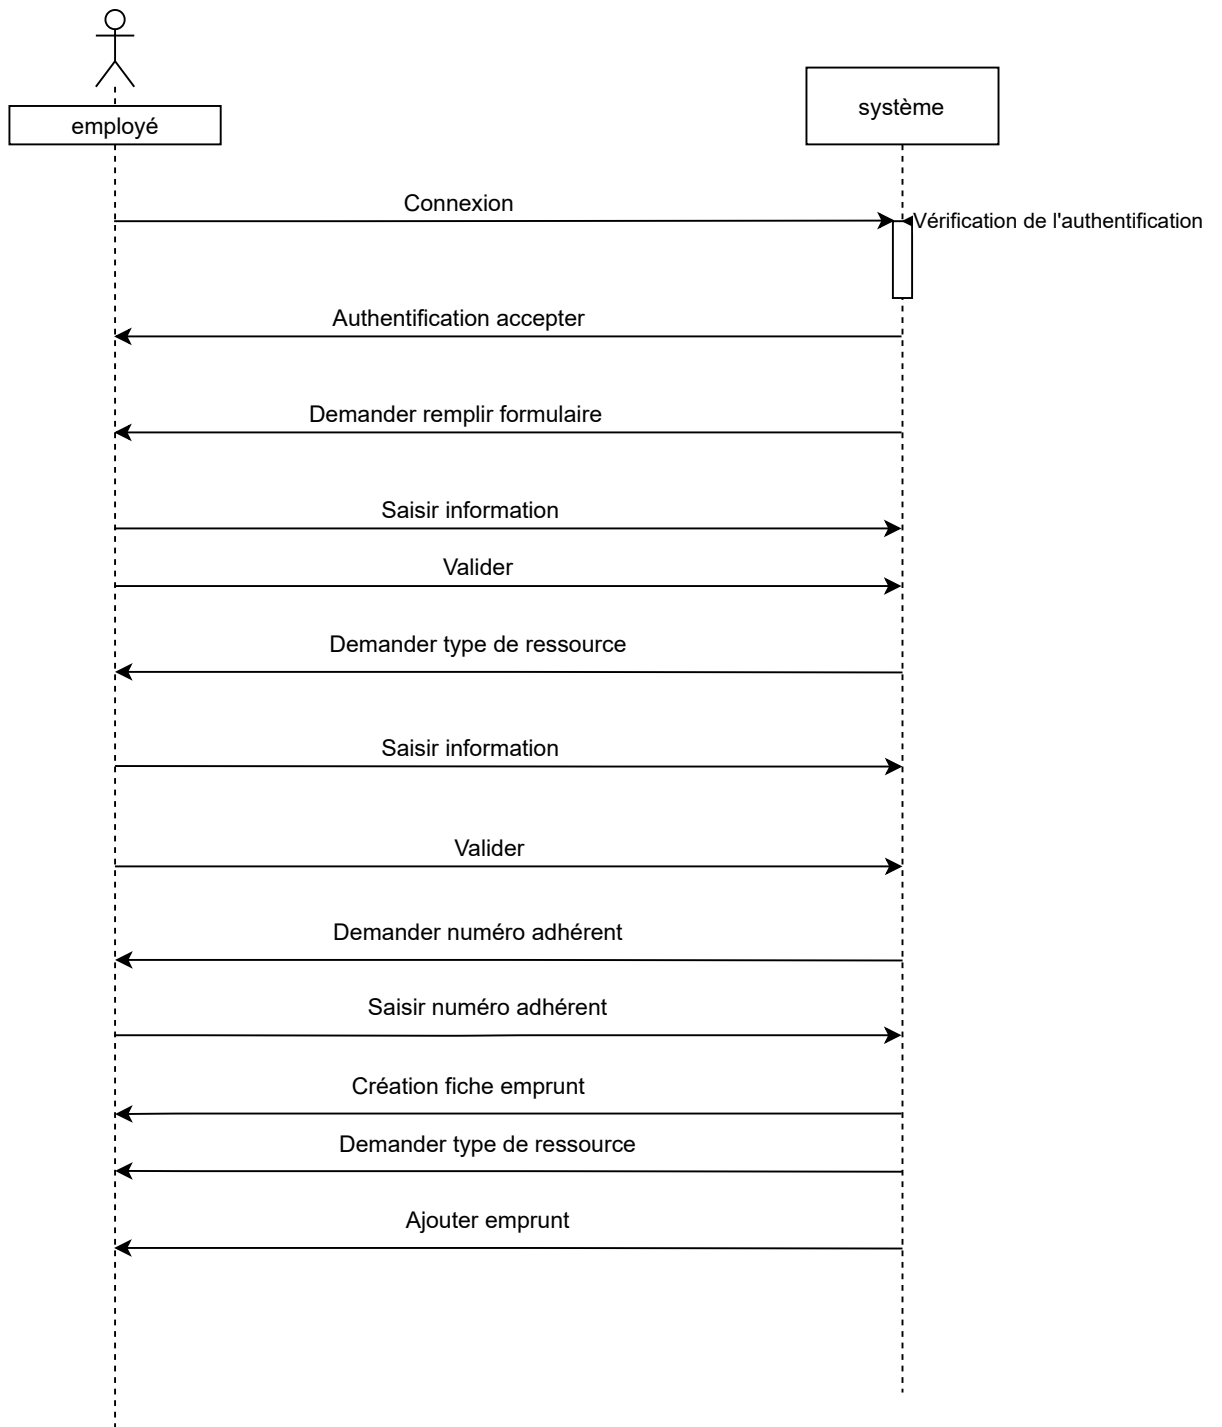 employé
système
Connexion
Vérification de l'authentification
Authentification accepter
Demander remplir formulaire
Saisir information
Valider
Demander type de ressource
Saisir information
Valider
Demander numéro adhérent
Saisir numéro adhérent
Création fiche emprunt
Demander type de ressource
Ajouter emprunt